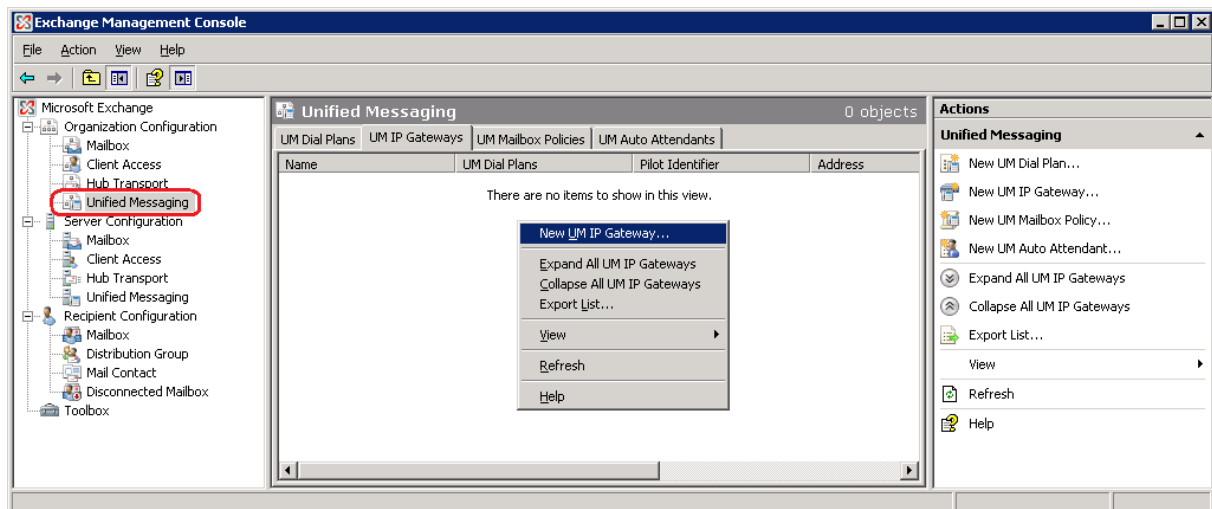 Exchange Management Console
File Action View Help
Microsoft Exchange
Organization Configuration
Mailbox
Client Access
Hub Transport
Unified Messaging
Server Configuration
Mailbox
Client Access
Hub Transport
Unified Messaging
Recipient Configuration
Mailbox
Distribution Group
Mail Contact
Disconnected Mailbox
Toolbox
Unified Messaging 0 objects
UM Dial Plans UM IP Gateways UM Mailbox Policies UM Auto Attendants
Name UM Dial Plans Pilot Identifier Address
There are no items to show in this view.
New UM IP Gateway...
Expand All UM IP Gateways
Collapse All UM IP Gateways
Export List...
View
Refresh
Help
Actions
Unified Messaging
New UM Dial Plan...
New UM IP Gateway...
New UM Mailbox Policy...
New UM Auto Attendant...
Expand All UM IP Gateways
Collapse All UM IP Gateways
Export List...
View
Refresh
Help